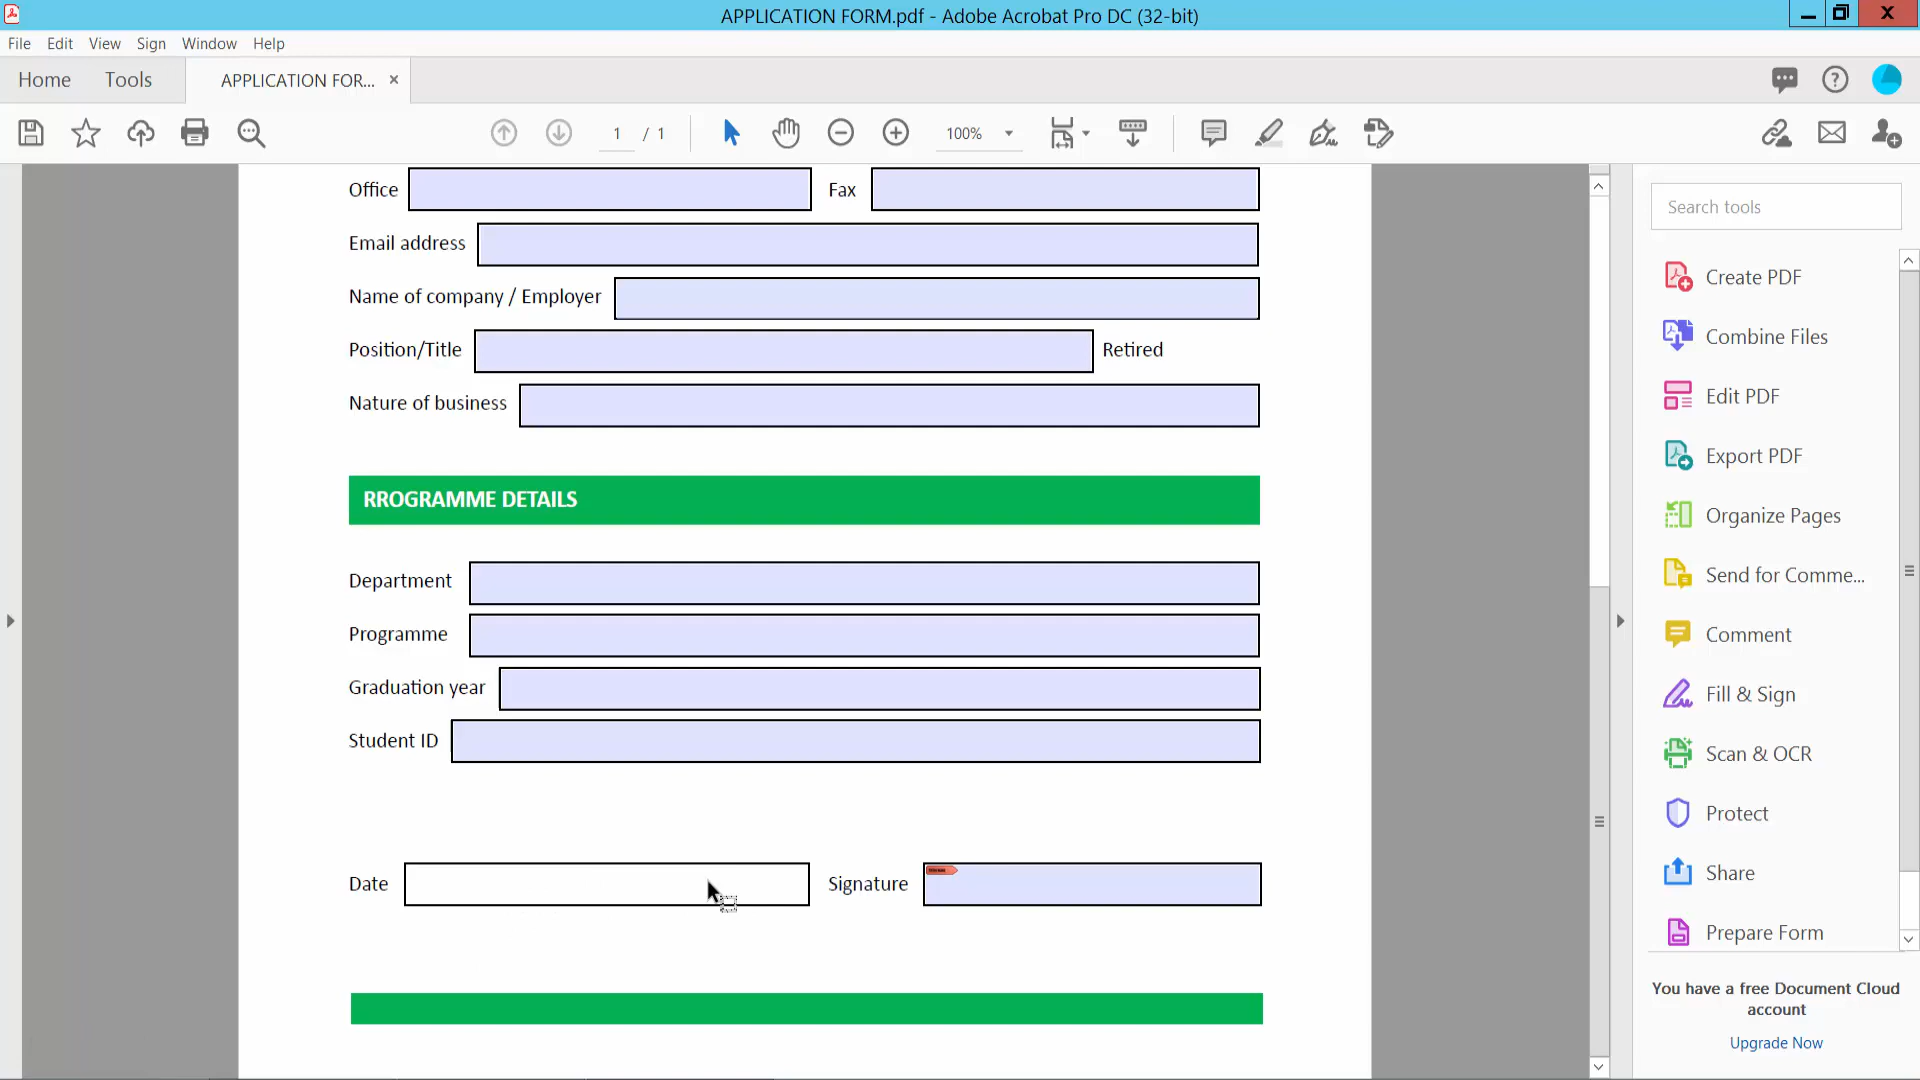 APPLICATION FORM.pdf - Adobe Acrobat Pro DC (32-bit)
File Edit View Sign Window Help
Home Tools APPLICATION FOR... ×
1 / 1 100%
Office Fax
Email address
Name of company / Employer
Position/Title Retired
Nature of business
RROGRAMME DETAILS
Department
Programme
Graduation year
Student ID
Date Signature
Search tools
Create PDF
Combine Files
Edit PDF
Export PDF
Organize Pages
Send for Comme...
Comment
Fill & Sign
Scan & OCR
Protect
Share
Prepare Form
You have a free Document Cloud
account
Upgrade Now